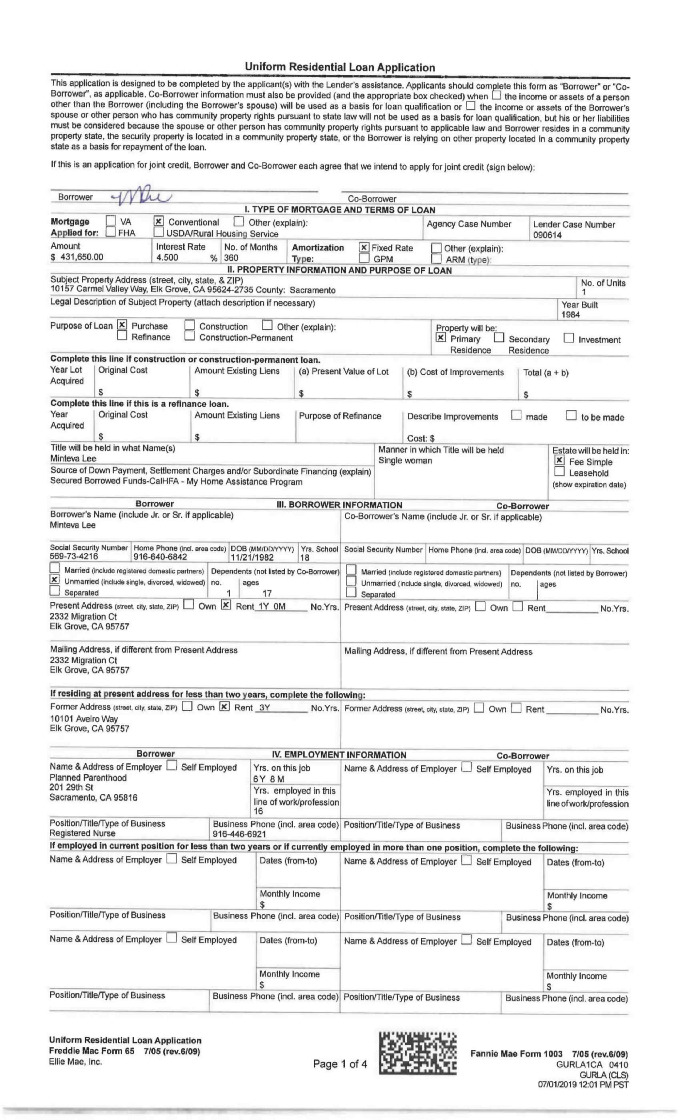 Uniform Residential Loan Application
This application is designed to be completed by the applicant(s) with the Lender's assistance. Applicants should complete this form as "Borrower" or "Co-
Borrower", as applicable. Co-Borrower information must also be provided (and the appropriate box checked) when ☐ the income or assets of a person
other than the Borrower (including the Borrower's spouse) will be used as a basis for loan qualification or ☐ the income or assets of the Borrower's
spouse or other person who has community property rights pursuant to state law will not be used as a basis for loan qualification, but his or her liabilities
must be considered because the spouse or other person has community property rights pursuant to applicable law and Borrower resides in a community
property state, the security property is located in a community property state, or the Borrower is relying on other property located in a community property
state as a basis for repayment of the loan.
If this is an application for joint credit, Borrower and Co-Borrower each agree that we intend to apply for joint credit (sign below):
Borrower Co-Borrower
I. TYPE OF MORTGAGE AND TERMS OF LOAN
Mortgage ☐ VA ☒ Conventional ☐ Other (explain): Agency Case Number Lender Case Number
Applied for: ☐ FHA ☐ USDA/Rural Housing Service 090614
Amount Interest Rate No. of Months Amortization ☒ Fixed Rate ☐ Other (explain):
$ 431,650.00 4.500 % 360 Type: ☐ GPM ☐ ARM (type):
II. PROPERTY INFORMATION AND PURPOSE OF LOAN
Subject Property Address (street, city, state, & ZIP) No. of Units
10157 Carmel Valley Way, Elk Grove, CA 95624-2735 County: Sacramento 1
Legal Description of Subject Property (attach description if necessary) Year Built
1984
Purpose of Loan ☒ Purchase ☐ Construction ☐ Other (explain): Property will be:
☐ Refinance ☐ Construction-Permanent ☒ Primary ☐ Secondary ☐ Investment
Residence Residence
Complete this line if construction or construction-permanent loan.
Year Lot Original Cost Amount Existing Liens (a) Present Value of Lot (b) Cost of Improvements Total (a + b)
Acquired
$ $ $ $ $
Complete this line if this is a refinance loan.
Year Original Cost Amount Existing Liens Purpose of Refinance Describe Improvements ☐ made ☐ to be made
Acquired
$ $ Cost: $
Title will be held in what Name(s) Manner in which Title will be held Estate will be held in:
Minteva Lee Single woman ☒ Fee Simple
Source of Down Payment, Settlement Charges and/or Subordinate Financing (explain) ☐ Leasehold
Secured Borrowed Funds-CalHFA - My Home Assistance Program (show expiration date)
Borrower III. BORROWER INFORMATION Co-Borrower
Borrower's Name (include Jr. or Sr. if applicable) Co-Borrower's Name (include Jr. or Sr. if applicable)
Minteva Lee
Social Security Number Home Phone (incl. area code) DOB (MM/DD/YYYY) Yrs. School Social Security Number Home Phone (incl. area code) DOB (MM/DD/YYYY) Yrs. School
569-73-4216 916-640-6842 11/21/1982 18
☐ Married (include registered domestic partners) Dependents (not listed by Co-Borrower) ☐ Married (include registered domestic partners) Dependents (not listed by Borrower)
☒ Unmarried (include single, divorced, widowed) no. ages ☐ Unmarried (include single, divorced, widowed) no. ages
☐ Separated 1 17 ☐ Separated
Present Address (street, city, state, ZIP) ☐ Own ☒ Rent 1Y 0M No.Yrs. Present Address (street, city, state, ZIP) ☐ Own ☐ Rent No.Yrs.
2332 Migration Ct
Elk Grove, CA 95757
Mailing Address, if different from Present Address Mailing Address, if different from Present Address
2332 Migration Ct
Elk Grove, CA 95757
If residing at present address for less than two years, complete the following:
Former Address (street, city, state, ZIP) ☐ Own ☒ Rent 3Y No.Yrs. Former Address (street, city, state, ZIP) ☐ Own ☐ Rent No.Yrs.
10101 Aveiro Way
Elk Grove, CA 95757
Borrower IV. EMPLOYMENT INFORMATION Co-Borrower
Name & Address of Employer ☐ Self Employed Yrs. on this job Name & Address of Employer ☐ Self Employed Yrs. on this job
Planned Parenthood 6Y 8M
201 29th St Yrs. employed in this Yrs. employed in this
Sacramento, CA 95816 line of work/profession line of work/profession
16
Position/Title/Type of Business Business Phone (incl. area code) Position/Title/Type of Business Business Phone (incl. area code)
Registered Nurse 916-446-6921
If employed in current position for less than two years or if currently employed in more than one position, complete the following:
Name & Address of Employer ☐ Self Employed Dates (from-to) Name & Address of Employer ☐ Self Employed Dates (from-to)
Monthly Income Monthly Income
$ $
Position/Title/Type of Business Business Phone (incl. area code) Position/Title/Type of Business Business Phone (incl. area code)
Name & Address of Employer ☐ Self Employed Dates (from-to) Name & Address of Employer ☐ Self Employed Dates (from-to)
Monthly Income Monthly Income
$ $
Position/Title/Type of Business Business Phone (incl. area code) Position/Title/Type of Business Business Phone (incl. area code)
Uniform Residential Loan Application
Freddie Mac Form 65 7/05 (rev.6/09) Fannie Mae Form 1003 7/05 (rev.6/09)
Ellie Mae, Inc. Page 1 of 4 GURLA1CA 0410
GURLA (CLS)
07/01/2019 12:01 PM PST